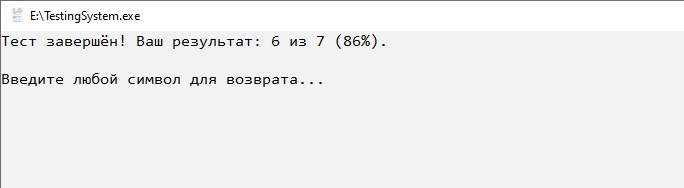 E:\TestingSystem.exe
Тест завершён! Ваш результат: 6 из 7 (86%).
Введите любой символ для возврата...